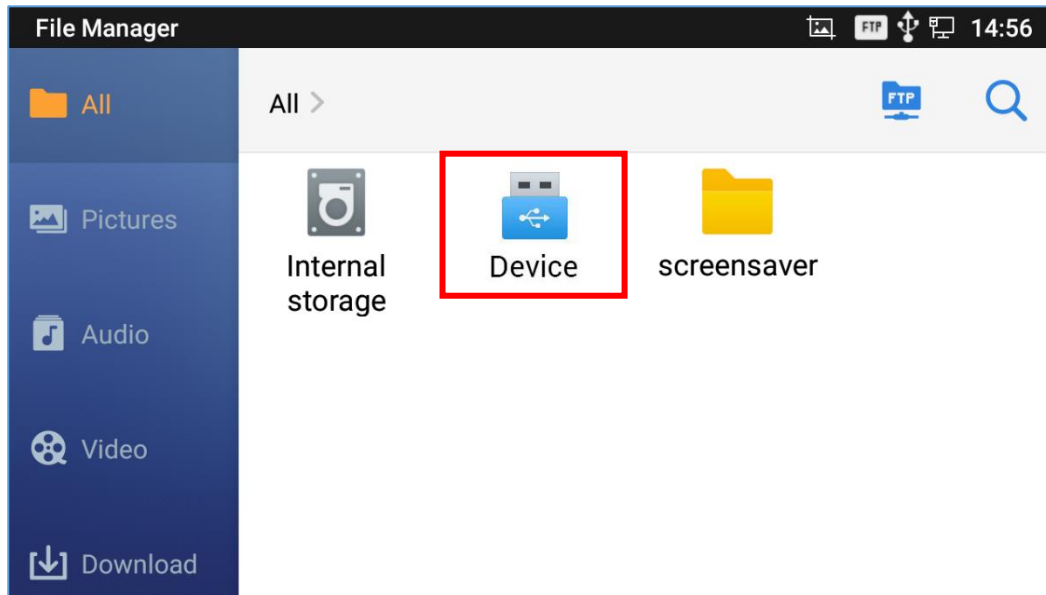 File Manager
FTP
14:56
All
All >
FTP
Pictures
Internal
storage
Device
screensaver
Audio
Video
Download